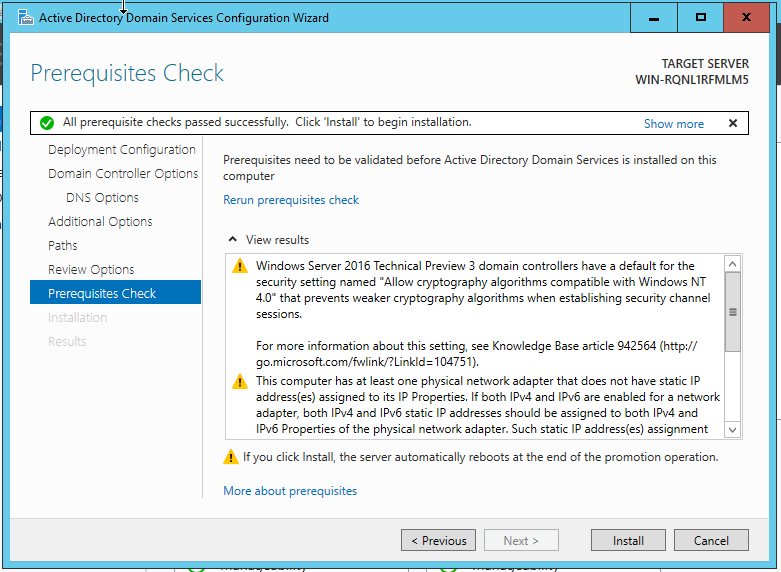 Active Directory Domain Services Configuration Wizard
Prerequisites Check
TARGET SERVER
WIN-RQNL1RFMLM5
All prerequisite checks passed successfully.  Click 'Install' to begin installation.
Show more
Deployment Configuration
Domain Controller Options
DNS Options
Additional Options
Paths
Review Options
Prerequisites Check
Installation
Results
Prerequisites need to be validated before Active Directory Domain Services is installed on this
computer
Rerun prerequisites check
View results
Windows Server 2016 Technical Preview 3 domain controllers have a default for the
security setting named "Allow cryptography algorithms compatible with Windows NT
4.0" that prevents weaker cryptography algorithms when establishing security channel
sessions.
For more information about this setting, see Knowledge Base article 942564 (http://
go.microsoft.com/fwlink/?LinkId=104751).
This computer has at least one physical network adapter that does not have static IP
address(es) assigned to its IP Properties. If both IPv4 and IPv6 are enabled for a network
adapter, both IPv4 and IPv6 static IP addresses should be assigned to both IPv4 and
IPv6 Properties of the physical network adapter. Such static IP address(es) assignment
If you click Install, the server automatically reboots at the end of the promotion operation.
More about prerequisites
< Previous
Next >
Install
Cancel